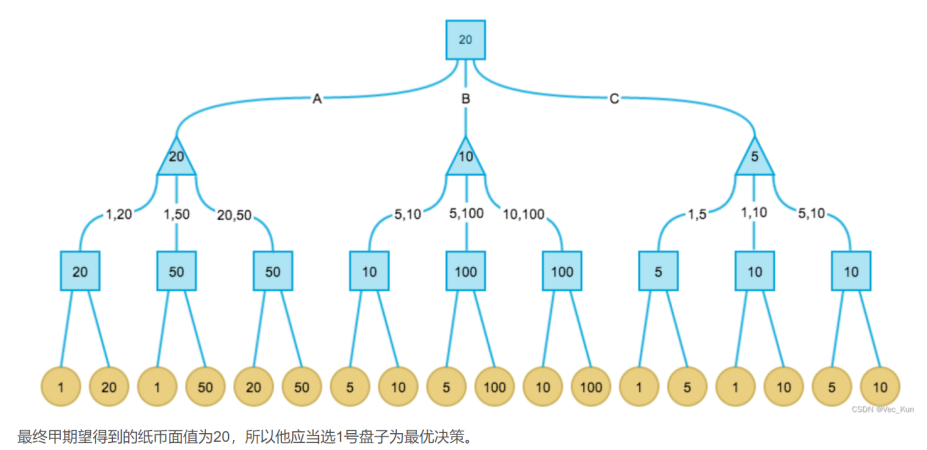 20
A B C
20 10 5
1,20 1,50 20,50 5,10 5,100 10,100 1,5 1,10 5,10
20 50 50 10 100 100 5 10 10
1 20 1 50 20 50 5 10 5 100 10 100 1 5 1 10 5 10
CSDN @Vec_Kun
最终甲期望得到的纸币面值为20，所以他应当选1号盘子为最优决策。